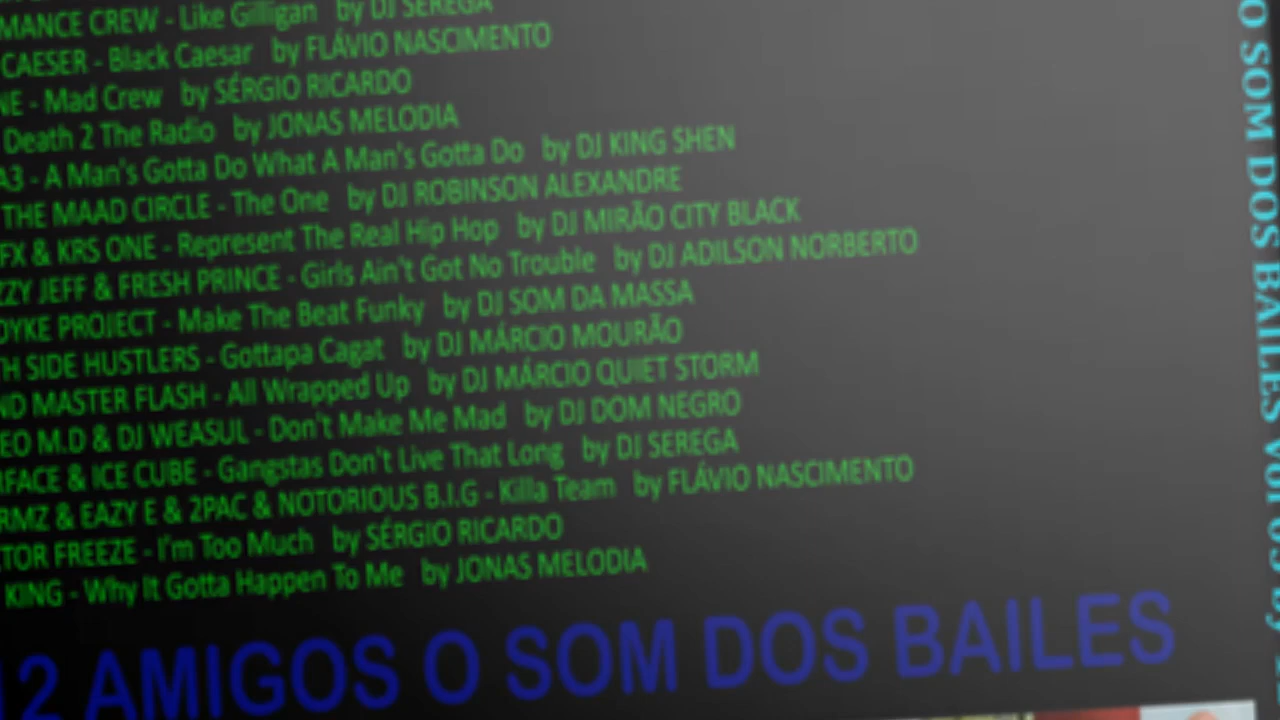 MANCE CREW - Like Gilligan by DJ SEREGA
CAESER - Black Caesar by FLÁVIO NASCIMENTO
NE - Mad Crew by SÉRGIO RICARDO
Death 2 The Radio by JONAS MELODIA
A3 - A Man's Gotta Do What A Man's Gotta Do by DJ KING SHEN
THE MAAD CIRCLE - The One by DJ ROBINSON ALEXANDRE
FX & KRS ONE - Represent The Real Hip Hop by DJ MIRÃO CITY BLACK
ZZY JEFF & FRESH PRINCE - Girls Ain't Got No Trouble by DJ ADILSON NORBERTO
DYKE PROJECT - Make The Beat Funky by DJ SOM DA MASSA
TH SIDE HUSTLERS - Gottapa Cagat by DJ MÁRCIO MOURÃO
ND MASTER FLASH - All Wrapped Up by DJ MÁRCIO QUIET STORM
EO M.D & DJ WEASUL - Don't Make Me Mad by DJ DOM NEGRO
RFACE & ICE CUBE - Gangstas Don't Live That Long by DJ SEREGA
RMZ & EAZY E & 2PAC & NOTORIOUS B.I.G - Killa Team by FLÁVIO NASCIMENTO
TOR FREEZE - I'm Too Much by SÉRGIO RICARDO
KING - Why It Gotta Happen To Me by JONAS MELODIA
12 AMIGOS O SOM DOS BAILES
O SOM DOS BAILES